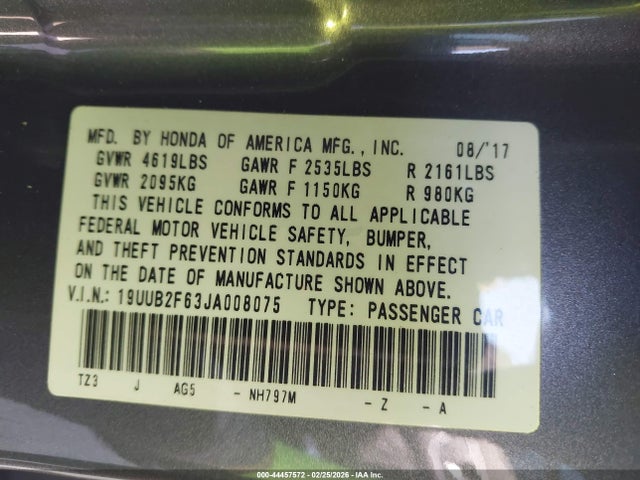 MFD. BY HONDA OF AMERICA MFG., INC. 08/'17
GVWR 4619LBS GAWR F 2535LBS R 2161LBS
GVWR 2095KG GAWR F 1150KG R 980KG
THIS VEHICLE CONFORMS TO ALL APPLICABLE
FEDERAL MOTOR VEHICLE SAFETY, BUMPER,
AND THEFT PREVENTION STANDARDS IN EFFECT
ON THE DATE OF MANUFACTURE SHOWN ABOVE.
V.I.N.: 19UUB2F63JA008075 TYPE: PASSENGER CAR
TZ3 J AG5 - NH797M - Z - A
000-44457572 - 02/25/2026 - IAA Inc.